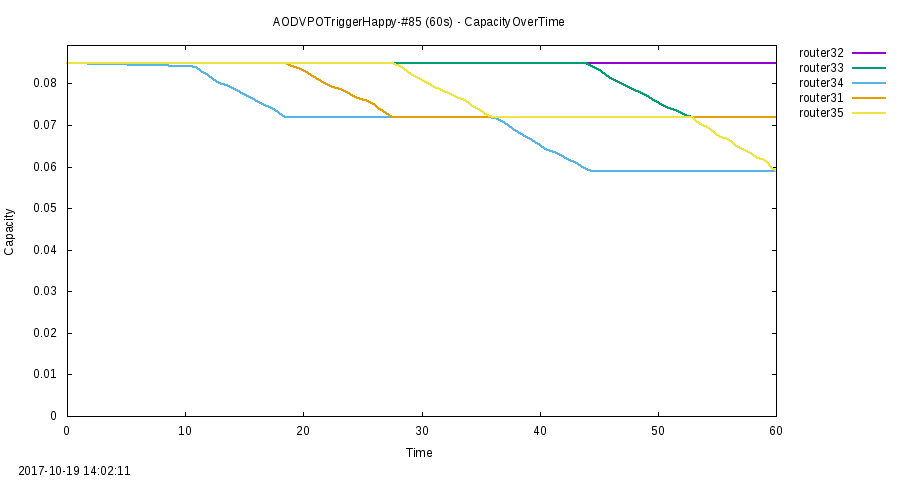 AODVPOTriggerHappy-#85 (60s) - CapacityOverTime
router32
router33
router34
router31
router35
0.08
0.07
0.06
0.05
0.04
0.03
0.02
0.01
0
Capacity
0 10 20 30 40 50 60
Time
2017-10-19 14:02:11